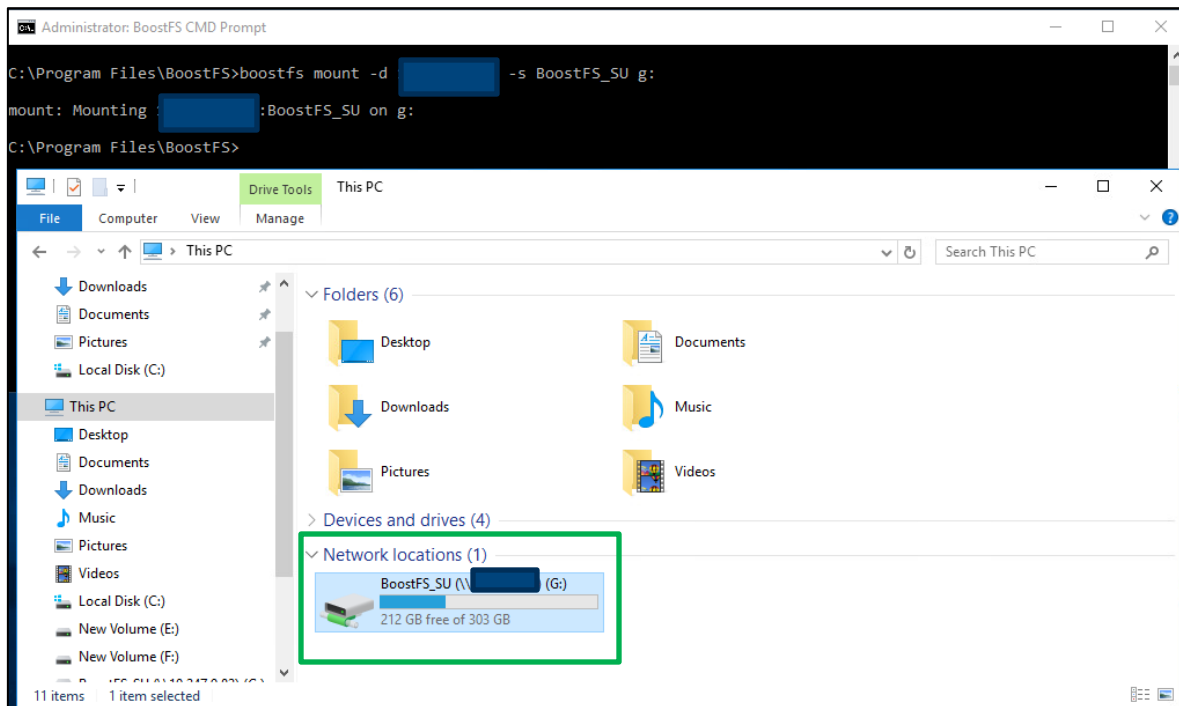 Administrator: BoostFS CMD Prompt
C:\Program Files\BoostFS>boostfs mount -d -s BoostFS_SU g:
mount: Mounting :BoostFS_SU on g:
C:\Program Files\BoostFS>
Drive Tools This PC
File Computer View Manage
This PC Search This PC
Downloads
Documents
Pictures
Local Disk (C:)
This PC
Desktop
Documents
Downloads
Music
Pictures
Videos
Local Disk (C:)
New Volume (E:)
New Volume (F:)
Folders (6)
Desktop
Documents
Downloads
Music
Pictures
Videos
Devices and drives (4)
Network locations (1)
BoostFS_SU (\\ ) (G:)
212 GB free of 303 GB
11 items 1 item selected